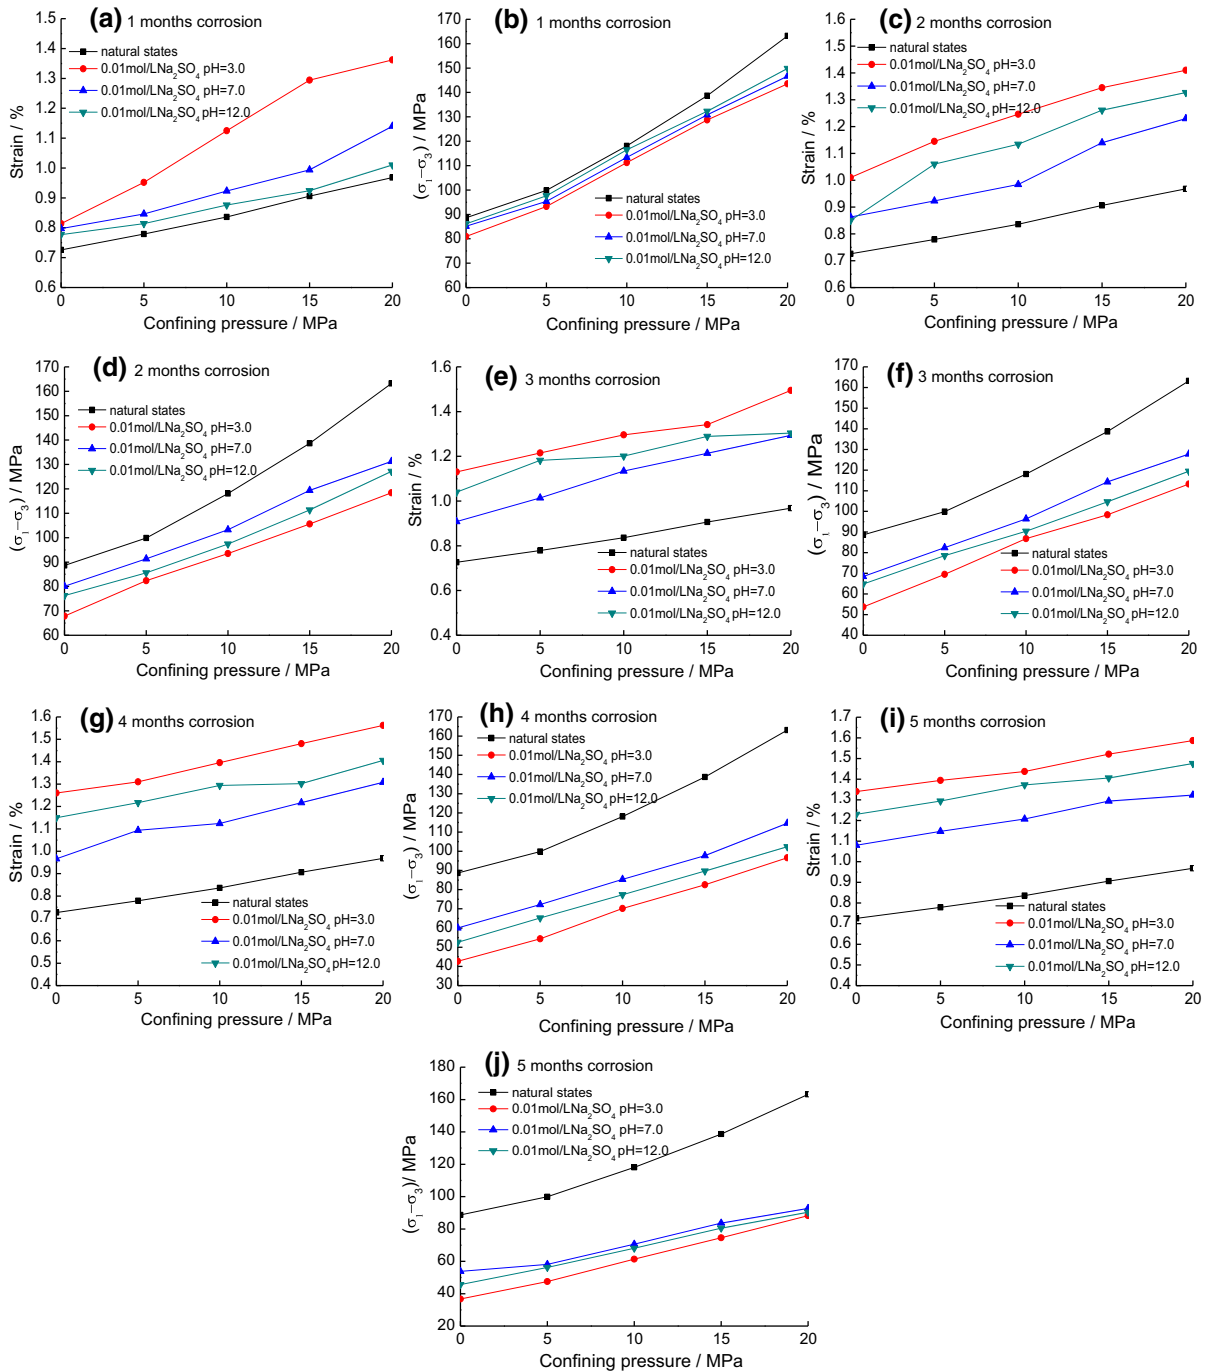 (a) 1 months corrosion
1.5
1.4
1.3
1.2
1.1
1.0
0.9
0.8
0.7
0.6
Strain / %
natural states
0.01mol/LNa2SO4 pH=3.0
0.01mol/LNa2SO4 pH=7.0
0.01mol/LNa2SO4 pH=12.0
0 5 10 15 20
Confining pressure / MPa
(b) 1 months corrosion
170
160
150
140
130
120
110
100
90
80
70
60
(σ1−σ3) / MPa
natural states
0.01mol/LNa2SO4 pH=3.0
0.01mol/LNa2SO4 pH=7.0
0.01mol/LNa2SO4 pH=12.0
0 5 10 15 20
Confining pressure / MPa
(c) 2 months corrosion
1.6
1.5
1.4
1.3
1.2
1.1
1.0
0.9
0.8
0.7
0.6
Strain / %
natural states
0.01mol/LNa2SO4 pH=3.0
0.01mol/LNa2SO4 pH=7.0
0.01mol/LNa2SO4 pH=12.0
0 5 10 15 20
Confining pressure / MPa
(d) 2 months corrosion
170
160
150
140
130
120
110
100
90
80
70
60
(σ1−σ3) / MPa
natural states
0.01mol/LNa2SO4 pH=3.0
0.01mol/LNa2SO4 pH=7.0
0.01mol/LNa2SO4 pH=12.0
0 5 10 15 20
Confining pressure / MPa
(e) 3 months corrosion
1.6
1.4
1.2
1.0
0.8
0.6
0.4
Strain / %
natural states
0.01mol/LNa2SO4 pH=3.0
0.01mol/LNa2SO4 pH=7.0
0.01mol/LNa2SO4 pH=12.0
0 5 10 15 20
Confining pressure / MPa
(f) 3 months corrosion
170
160
150
140
130
120
110
100
90
80
70
60
50
40
(σ1−σ3) / MPa
natural states
0.01mol/LNa2SO4 pH=3.0
0.01mol/LNa2SO4 pH=7.0
0.01mol/LNa2SO4 pH=12.0
0 5 10 15 20
Confining pressure / MPa
(g) 4 months corrosion
1.6
1.5
1.4
1.3
1.2
1.1
1.0
0.9
0.8
0.7
0.6
0.5
0.4
Strain / %
natural states
0.01mol/LNa2SO4 pH=3.0
0.01mol/LNa2SO4 pH=7.0
0.01mol/LNa2SO4 pH=12.0
0 5 10 15 20
Confining pressure / MPa
(h) 4 months corrosion
170
160
150
140
130
120
110
100
90
80
70
60
50
40
30
(σ1−σ3) / MPa
natural states
0.01mol/LNa2SO4 pH=3.0
0.01mol/LNa2SO4 pH=7.0
0.01mol/LNa2SO4 pH=12.0
0 5 10 15 20
Confining pressure / MPa
(i) 5 months corrosion
1.7
1.6
1.5
1.4
1.3
1.2
1.1
1.0
0.9
0.8
0.7
0.6
0.5
0.4
Strain / %
natural states
0.01mol/LNa2SO4 pH=3.0
0.01mol/LNa2SO4 pH=7.0
0.01mol/LNa2SO4 pH=12.0
0 5 10 15 20
Confining pressure / MPa
(j) 5 months corrosion
180
160
140
120
100
80
60
40
20
(σ1−σ3)/ MPa
natural states
0.01mol/LNa2SO4 pH=3.0
0.01mol/LNa2SO4 pH=7.0
0.01mol/LNa2SO4 pH=12.0
0 5 10 15 20
Confining pressure / MPa